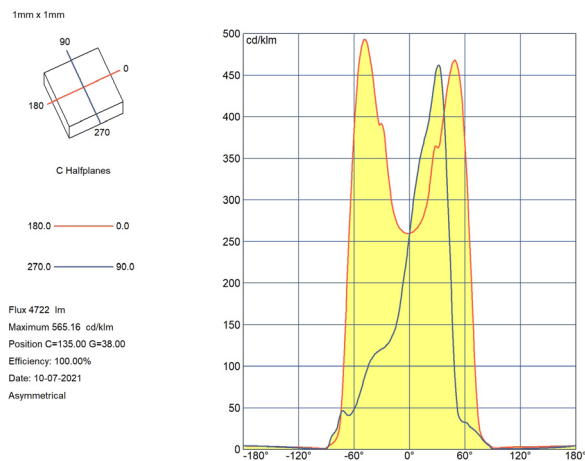 1mm x 1mm
90
0
180
270
C Halfplanes
180.0 0.0
270.0 90.0
Flux 4722 lm
Maximum 565.16 cd/klm
Position C=135.00 G=38.00
Efficiency: 100.00%
Date: 10-07-2021
Asymmetrical
500
cd/klm
450
400
350
300
250
200
150
100
50
0
-180° -120° -60° 0° 60° 120° 180°